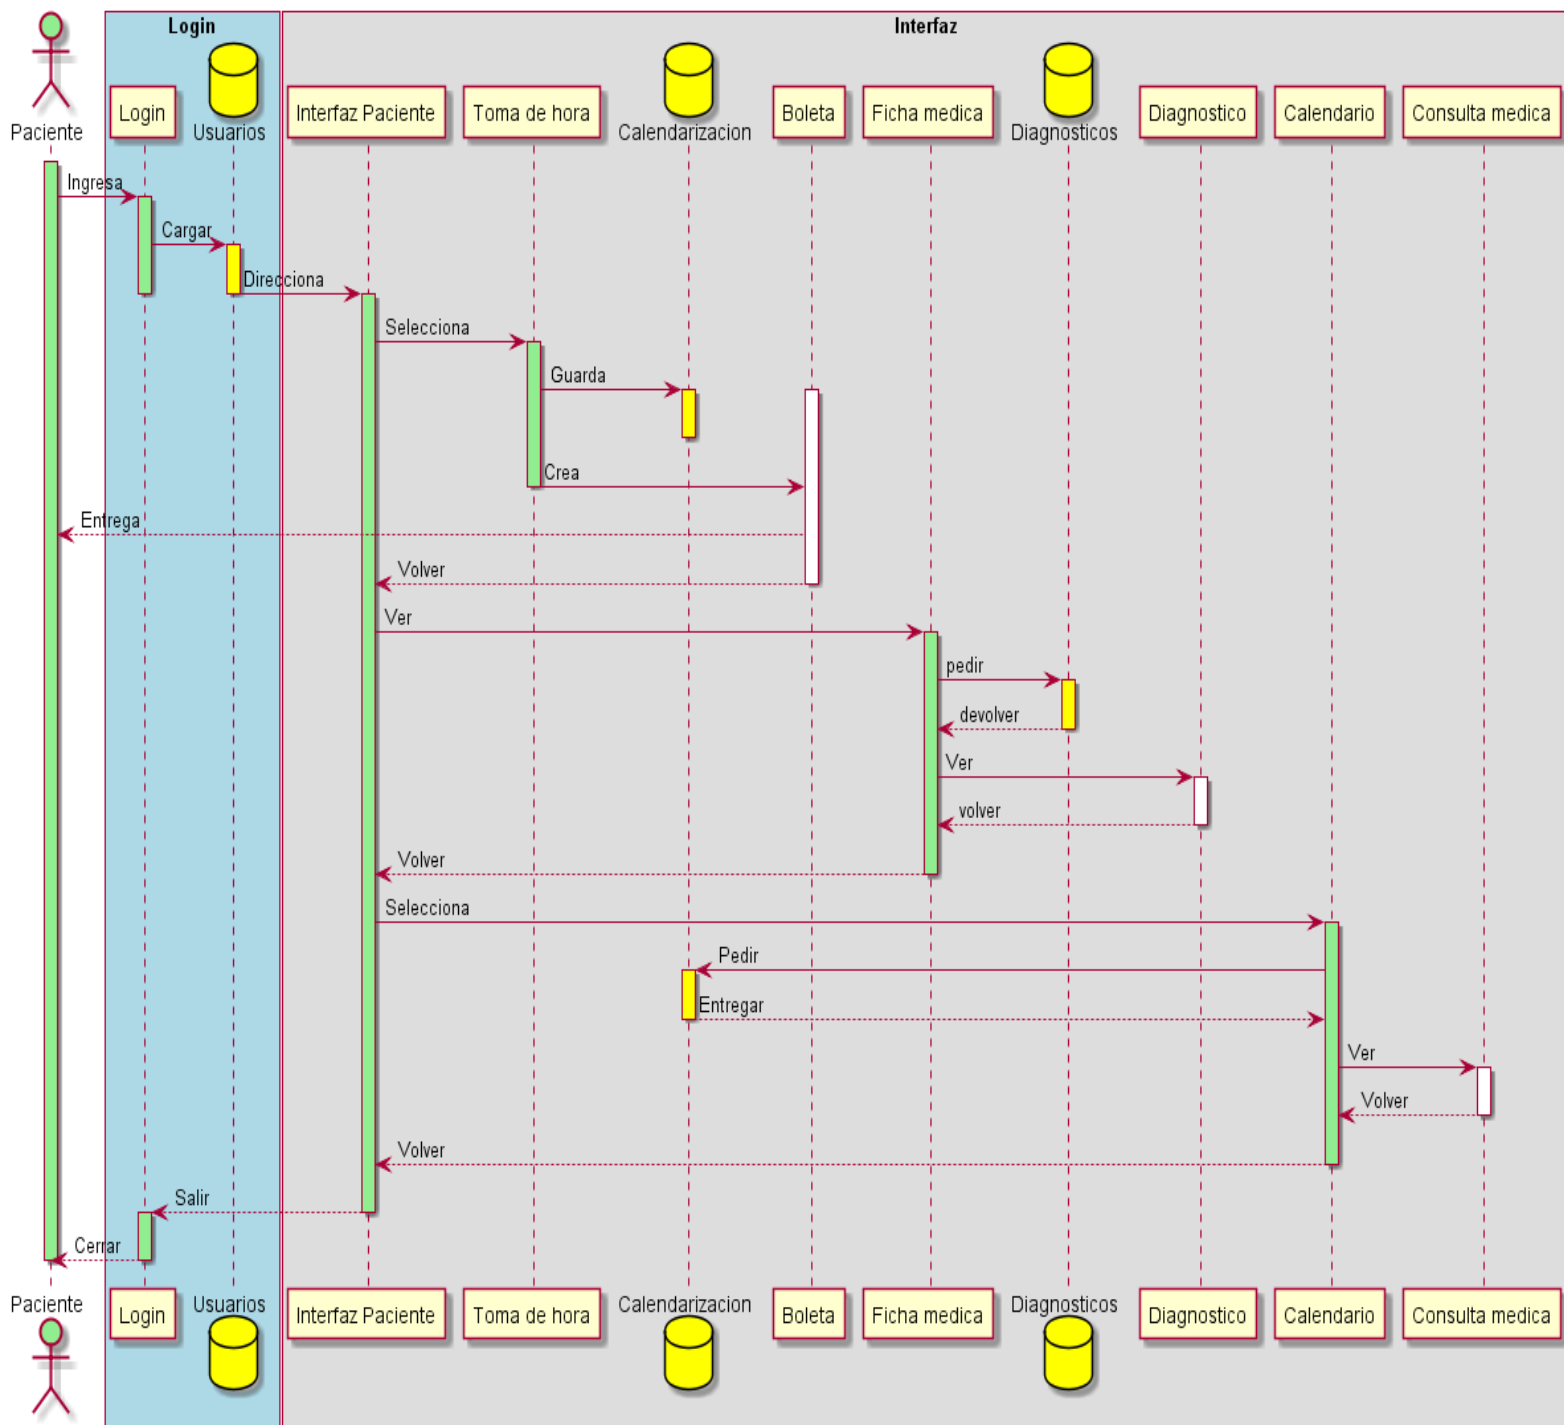 Login
Interfaz
Paciente
Login
Usuarios
Interfaz Paciente
Toma de hora
Calendarizacion
Boleta
Ficha medica
Diagnosticos
Diagnostico
Calendario
Consulta medica
Ingresa
Cargar
Direcciona
Selecciona
Guarda
Crea
Entrega
Volver
Ver
pedir
devolver
Ver
volver
Volver
Selecciona
Pedir
Entregar
Ver
Volver
Volver
Salir
Cerrar
Paciente
Login
Usuarios
Interfaz Paciente
Toma de hora
Calendarizacion
Boleta
Ficha medica
Diagnosticos
Diagnostico
Calendario
Consulta medica